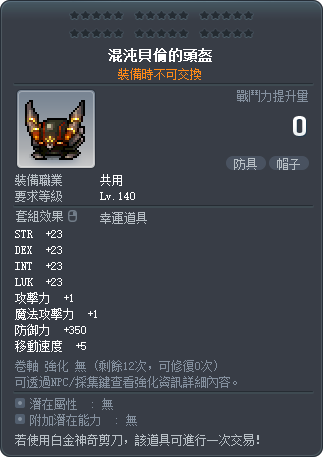 混沌貝倫的頭盔
裝備時不可交換
戰鬥力提升量
0
防具 帽子
裝備職業 共用
要求等級 Lv.140
套組效果 幸運道具
STR +23
DEX +23
INT +23
LUK +23
攻擊力 +1
魔法攻擊力 +1
防御力 +350
移動速度 +5
卷軸 強化 無 (剩餘12次, 可修復0次)
可透過NPC/採集鍵查看強化資訊詳細內容。
潛在屬性 : 無
附加潛在能力 : 無
若使用白金神奇剪刀，該道具可進行一次交易!